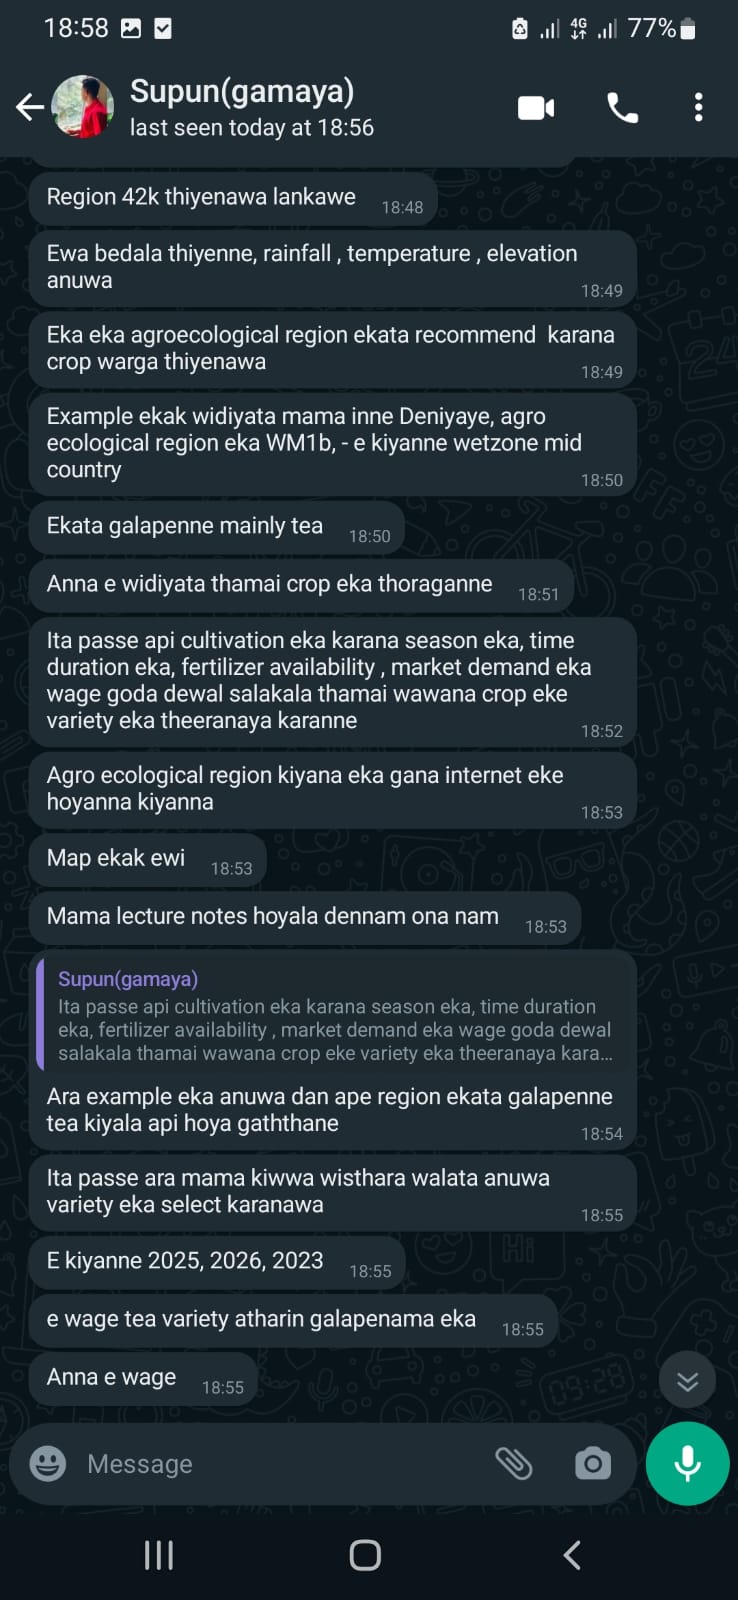 18:58
4G
77%
Supun(gamaya)
last seen today at 18:56
Region 42k thiyenawa lankawe
18:48
Ewa bedala thiyenne, rainfall , temperature , elevation
anuwa
18:49
Eka eka agroecological region ekata recommend  karana
crop warga thiyenawa
18:49
Example ekak widiyata mama inne Deniyaye, agro
ecological region eka WM1b, - e kiyanne wetzone mid
country
18:50
Ekata galapenne mainly tea
18:50
Anna e widiyata thamai crop eka thoraganne
18:51
Ita passe api cultivation eka karana season eka, time
duration eka, fertilizer availability , market demand eka
wage goda dewal salakala thamai wawana crop eke
variety eka theeranaya karanne
18:52
Agro ecological region kiyana eka gana internet eke
hoyanna kiyanna
18:53
Map ekak ewi
18:53
Mama lecture notes hoyala dennam ona nam
18:53
Supun(gamaya)
Ita passe api cultivation eka karana season eka, time duration
eka, fertilizer availability , market demand eka wage goda dewal
salakala thamai wawana crop eke variety eka theeranaya kara...
Ara example eka anuwa dan ape region ekata galapenne
tea kiyala api hoya gaththane
18:54
Ita passe ara mama kiwwa wisthara walata anuwa
variety eka select karanawa
18:55
E kiyanne 2025, 2026, 2023
18:55
e wage tea variety atharin galapenama eka
18:55
Anna e wage
18:55
Message